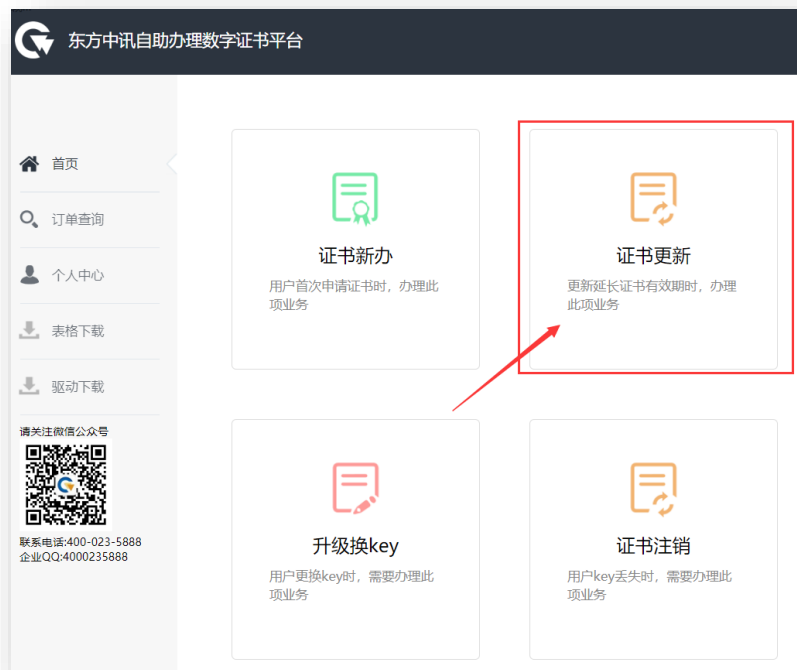 东方中讯自助办理数字证书平台
首页
订单查询
个人中心
表格下载
驱动下载
请关注微信公众号
联系电话:400-023-5888
企业QQ:4000235888
证书新办
用户首次申请证书时，办理此
项业务
证书更新
更新延长证书有效期时，办理
此项业务
升级换key
用户更换key时，需要办理此
项业务
证书注销
用户key丢失时，需要办理此
项业务